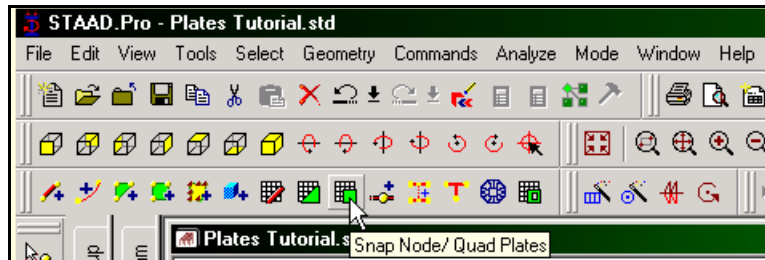 STAAD.Pro - Plates Tutorial.std
File Edit View Tools Select Geometry Commands Analyze Mode Window Help
Plates Tutorial.s
Snap Node/ Quad Plates